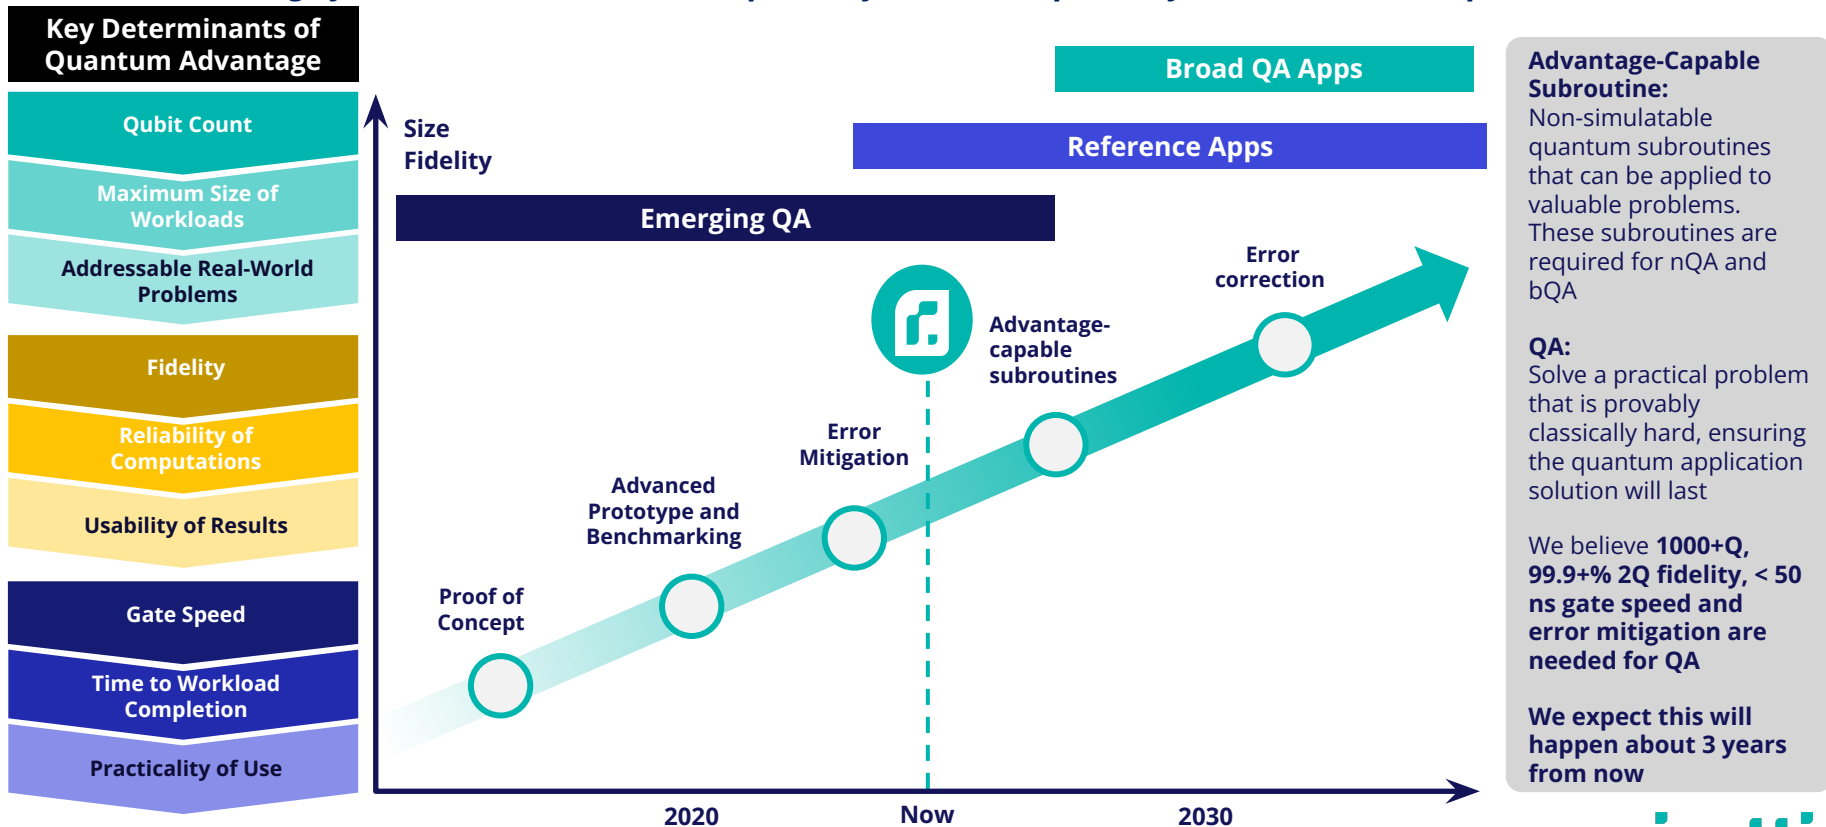 Key Determinants of
Quantum Advantage
Qubit Count
Maximum Size of
Workloads
Addressable Real-World
Problems
Fidelity
Reliability of
Computations
Usability of Results
Gate Speed
Time to Workload
Completion
Practicality of Use
Size
Fidelity
Broad QA Apps
Reference Apps
Emerging QA
Proof of
Concept
Advanced
Prototype and
Benchmarking
Error
Mitigation
Advantage-
capable
subroutines
Error
correction
2020
Now
2030
Advantage-Capable
Subroutine:
Non-simulatable
quantum subroutines
that can be applied to
valuable problems.
These subroutines are
required for nQA and
bQA
QA:
Solve a practical problem
that is provably
classically hard, ensuring
the quantum application
solution will last
We believe 1000+Q,
99.9+% 2Q fidelity, < 50
ns gate speed and
error mitigation are
needed for QA
We expect this will
happen about 3 years
from now